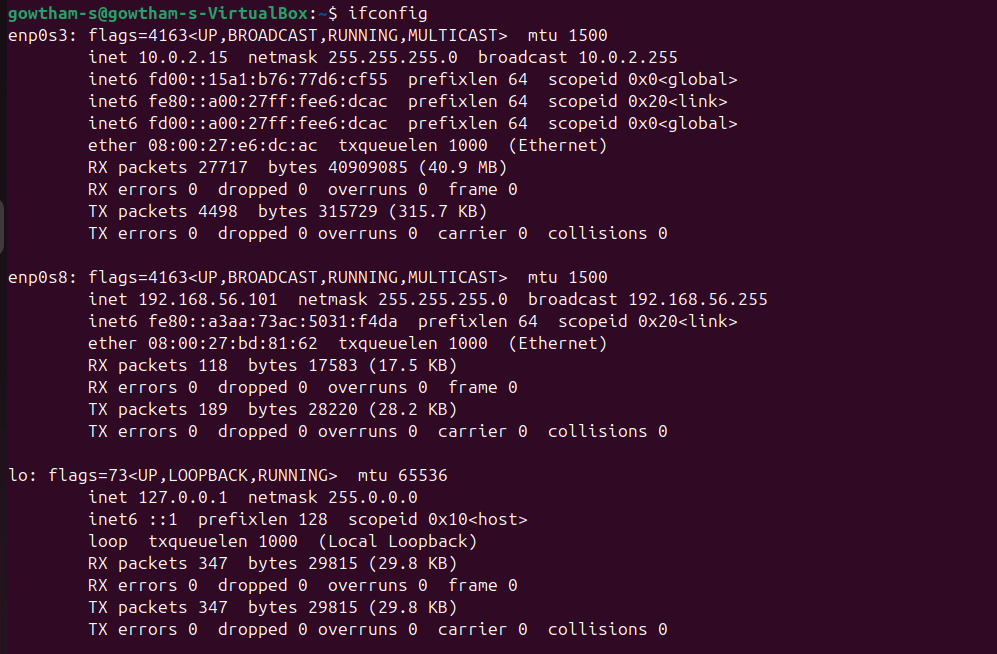 gowtham-s@gowtham-s-VirtualBox:~$ ifconfig
enp0s3: flags=4163<UP,BROADCAST,RUNNING,MULTICAST>  mtu 1500
        inet 10.0.2.15  netmask 255.255.255.0  broadcast 10.0.2.255
        inet6 fd00::15a1:b76:77d6:cf55  prefixlen 64  scopeid 0x0<global>
        inet6 fe80::a00:27ff:fee6:dcac  prefixlen 64  scopeid 0x20<link>
        inet6 fd00::a00:27ff:fee6:dcac  prefixlen 64  scopeid 0x0<global>
        ether 08:00:27:e6:dc:ac  txqueuelen 1000  (Ethernet)
        RX packets 27717  bytes 40909085 (40.9 MB)
        RX errors 0  dropped 0  overruns 0  frame 0
        TX packets 4498  bytes 315729 (315.7 KB)
        TX errors 0  dropped 0 overruns 0  carrier 0  collisions 0

enp0s8: flags=4163<UP,BROADCAST,RUNNING,MULTICAST>  mtu 1500
        inet 192.168.56.101  netmask 255.255.255.0  broadcast 192.168.56.255
        inet6 fe80::a3aa:73ac:5031:f4da  prefixlen 64  scopeid 0x20<link>
        ether 08:00:27:bd:81:62  txqueuelen 1000  (Ethernet)
        RX packets 118  bytes 17583 (17.5 KB)
        RX errors 0  dropped 0  overruns 0  frame 0
        TX packets 189  bytes 28220 (28.2 KB)
        TX errors 0  dropped 0 overruns 0  carrier 0  collisions 0

lo: flags=73<UP,LOOPBACK,RUNNING>  mtu 65536
        inet 127.0.0.1  netmask 255.0.0.0
        inet6 ::1  prefixlen 128  scopeid 0x10<host>
        loop  txqueuelen 1000  (Local Loopback)
        RX packets 347  bytes 29815 (29.8 KB)
        RX errors 0  dropped 0  overruns 0  frame 0
        TX packets 347  bytes 29815 (29.8 KB)
        TX errors 0  dropped 0 overruns 0  carrier 0  collisions 0